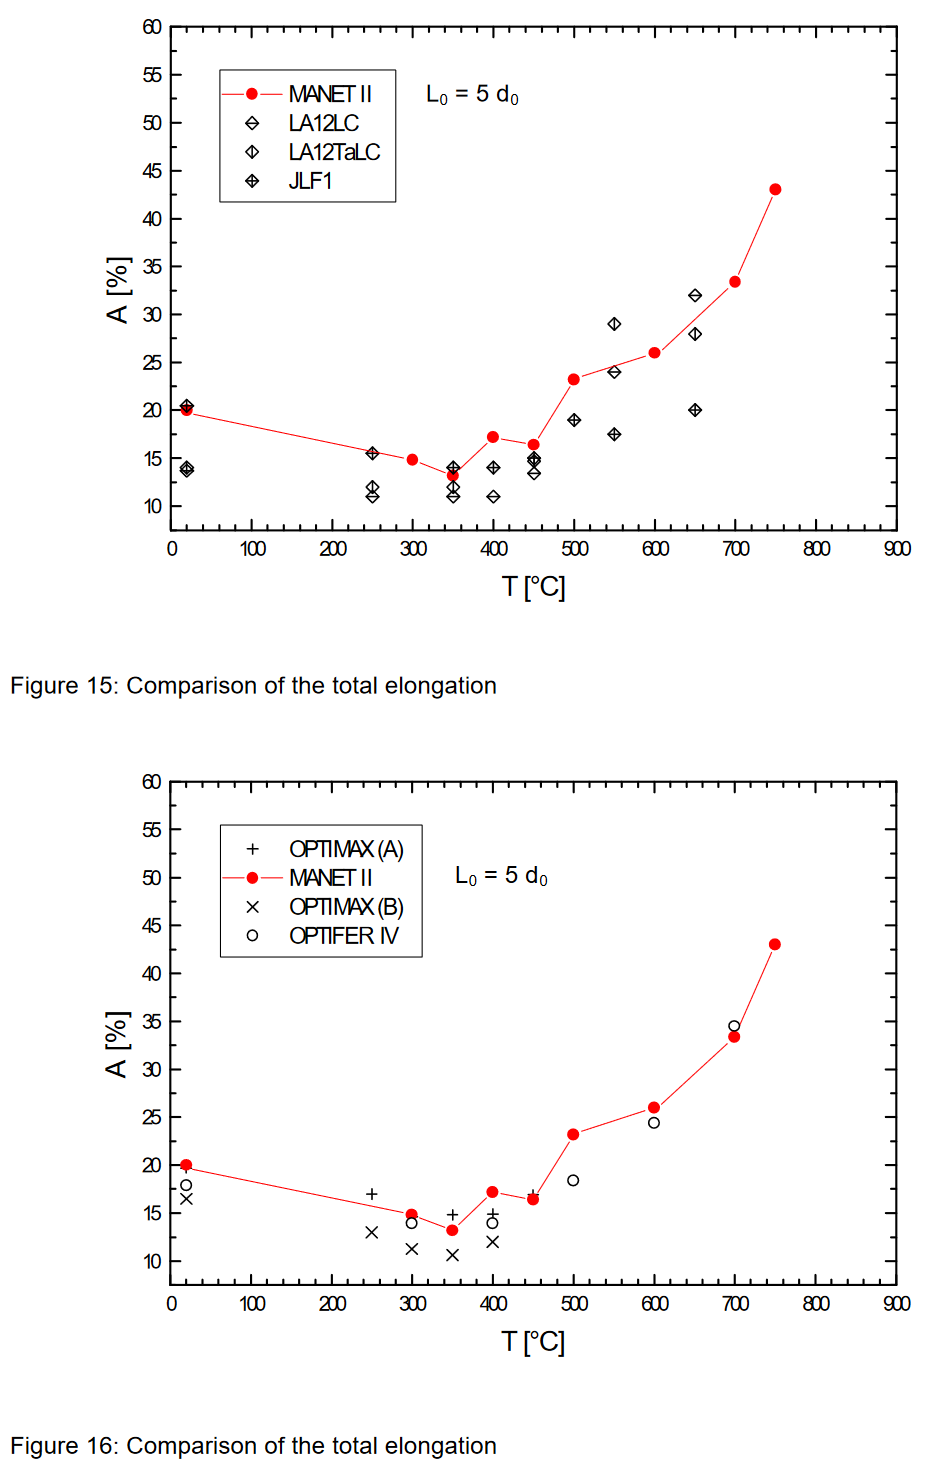 60
55
50
45
40
35
30
25
20
15
10
A [%]
MANET II
LA12LC
LA12TaLC
JLF1
L₀ = 5 d₀
0 100 200 300 400 500 600 700 800 900
T [°C]
Figure 15: Comparison of the total elongation
60
55
50
45
40
35
30
25
20
15
10
A [%]
OPTIMAX (A)
MANET II
OPTIMAX (B)
OPTIFER IV
L₀ = 5 d₀
0 100 200 300 400 500 600 700 800 900
T [°C]
Figure 16: Comparison of the total elongation